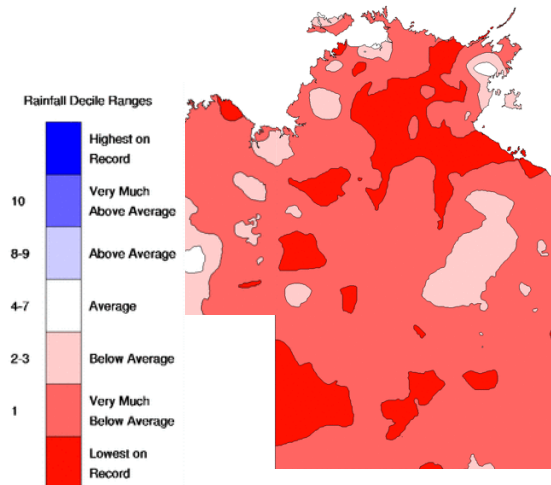 Rainfall Decile Ranges
Highest on
Record
10
Very Much
Above Average
8-9
Above Average
4-7
Average
2-3
Below Average
1
Very Much
Below Average
Lowest on
Record